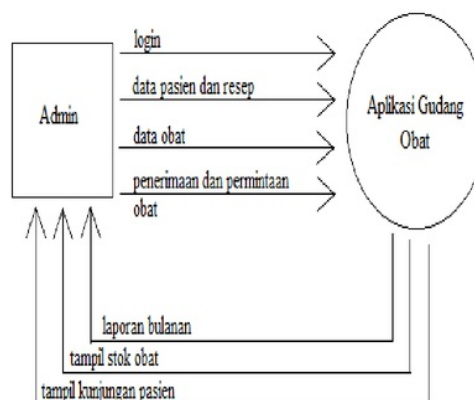 login
data pasien dan resep
Admin
Aplikasi Gudang
Obat
data obat
penerimaan dan permintaan
obat
laporan bulanan
tampil stok obat
tampil kunjungan pasien